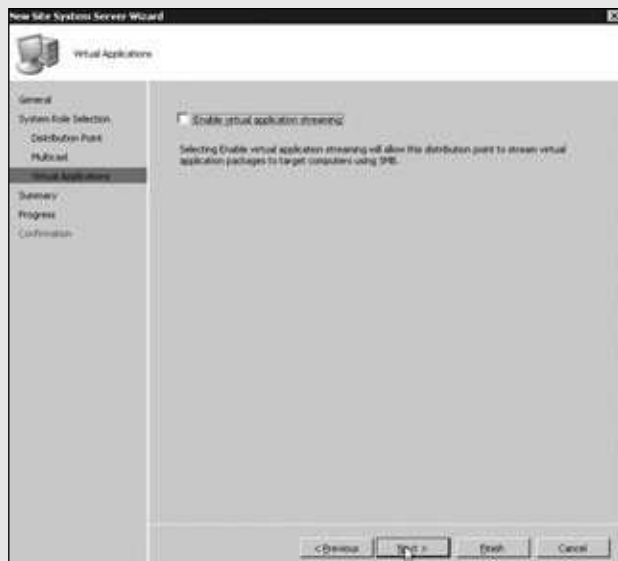 New Site System Server Wizard
Virtual Applications
General
System Role Selection
Distribution Point
Multicast
Virtual Applications
Summary
Progress
Confirmation
Enable virtual application streaming
Selecting Enable virtual application streaming will allow this distribution point to stream virtual
application packages to target computers using SMB.
< Previous
Next >
Finish
Cancel